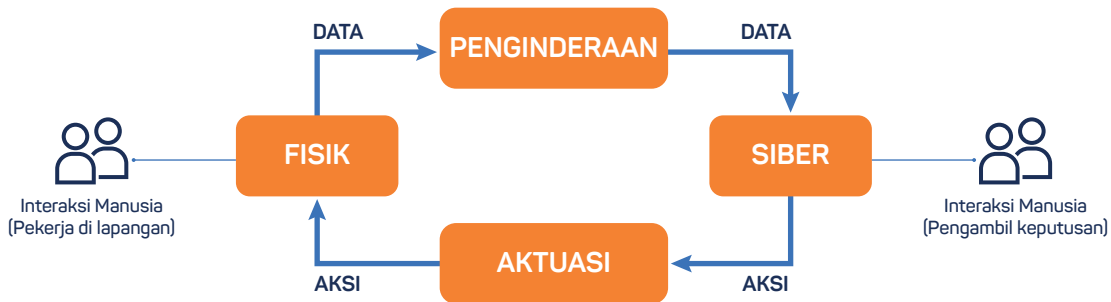 DATA
PENGINDERAAN
DATA
FISIK
SIBER
Interaksi Manusia
(Pekerja di lapangan)
Interaksi Manusia
(Pengambil keputusan)
AKTUASI
AKSI
AKSI